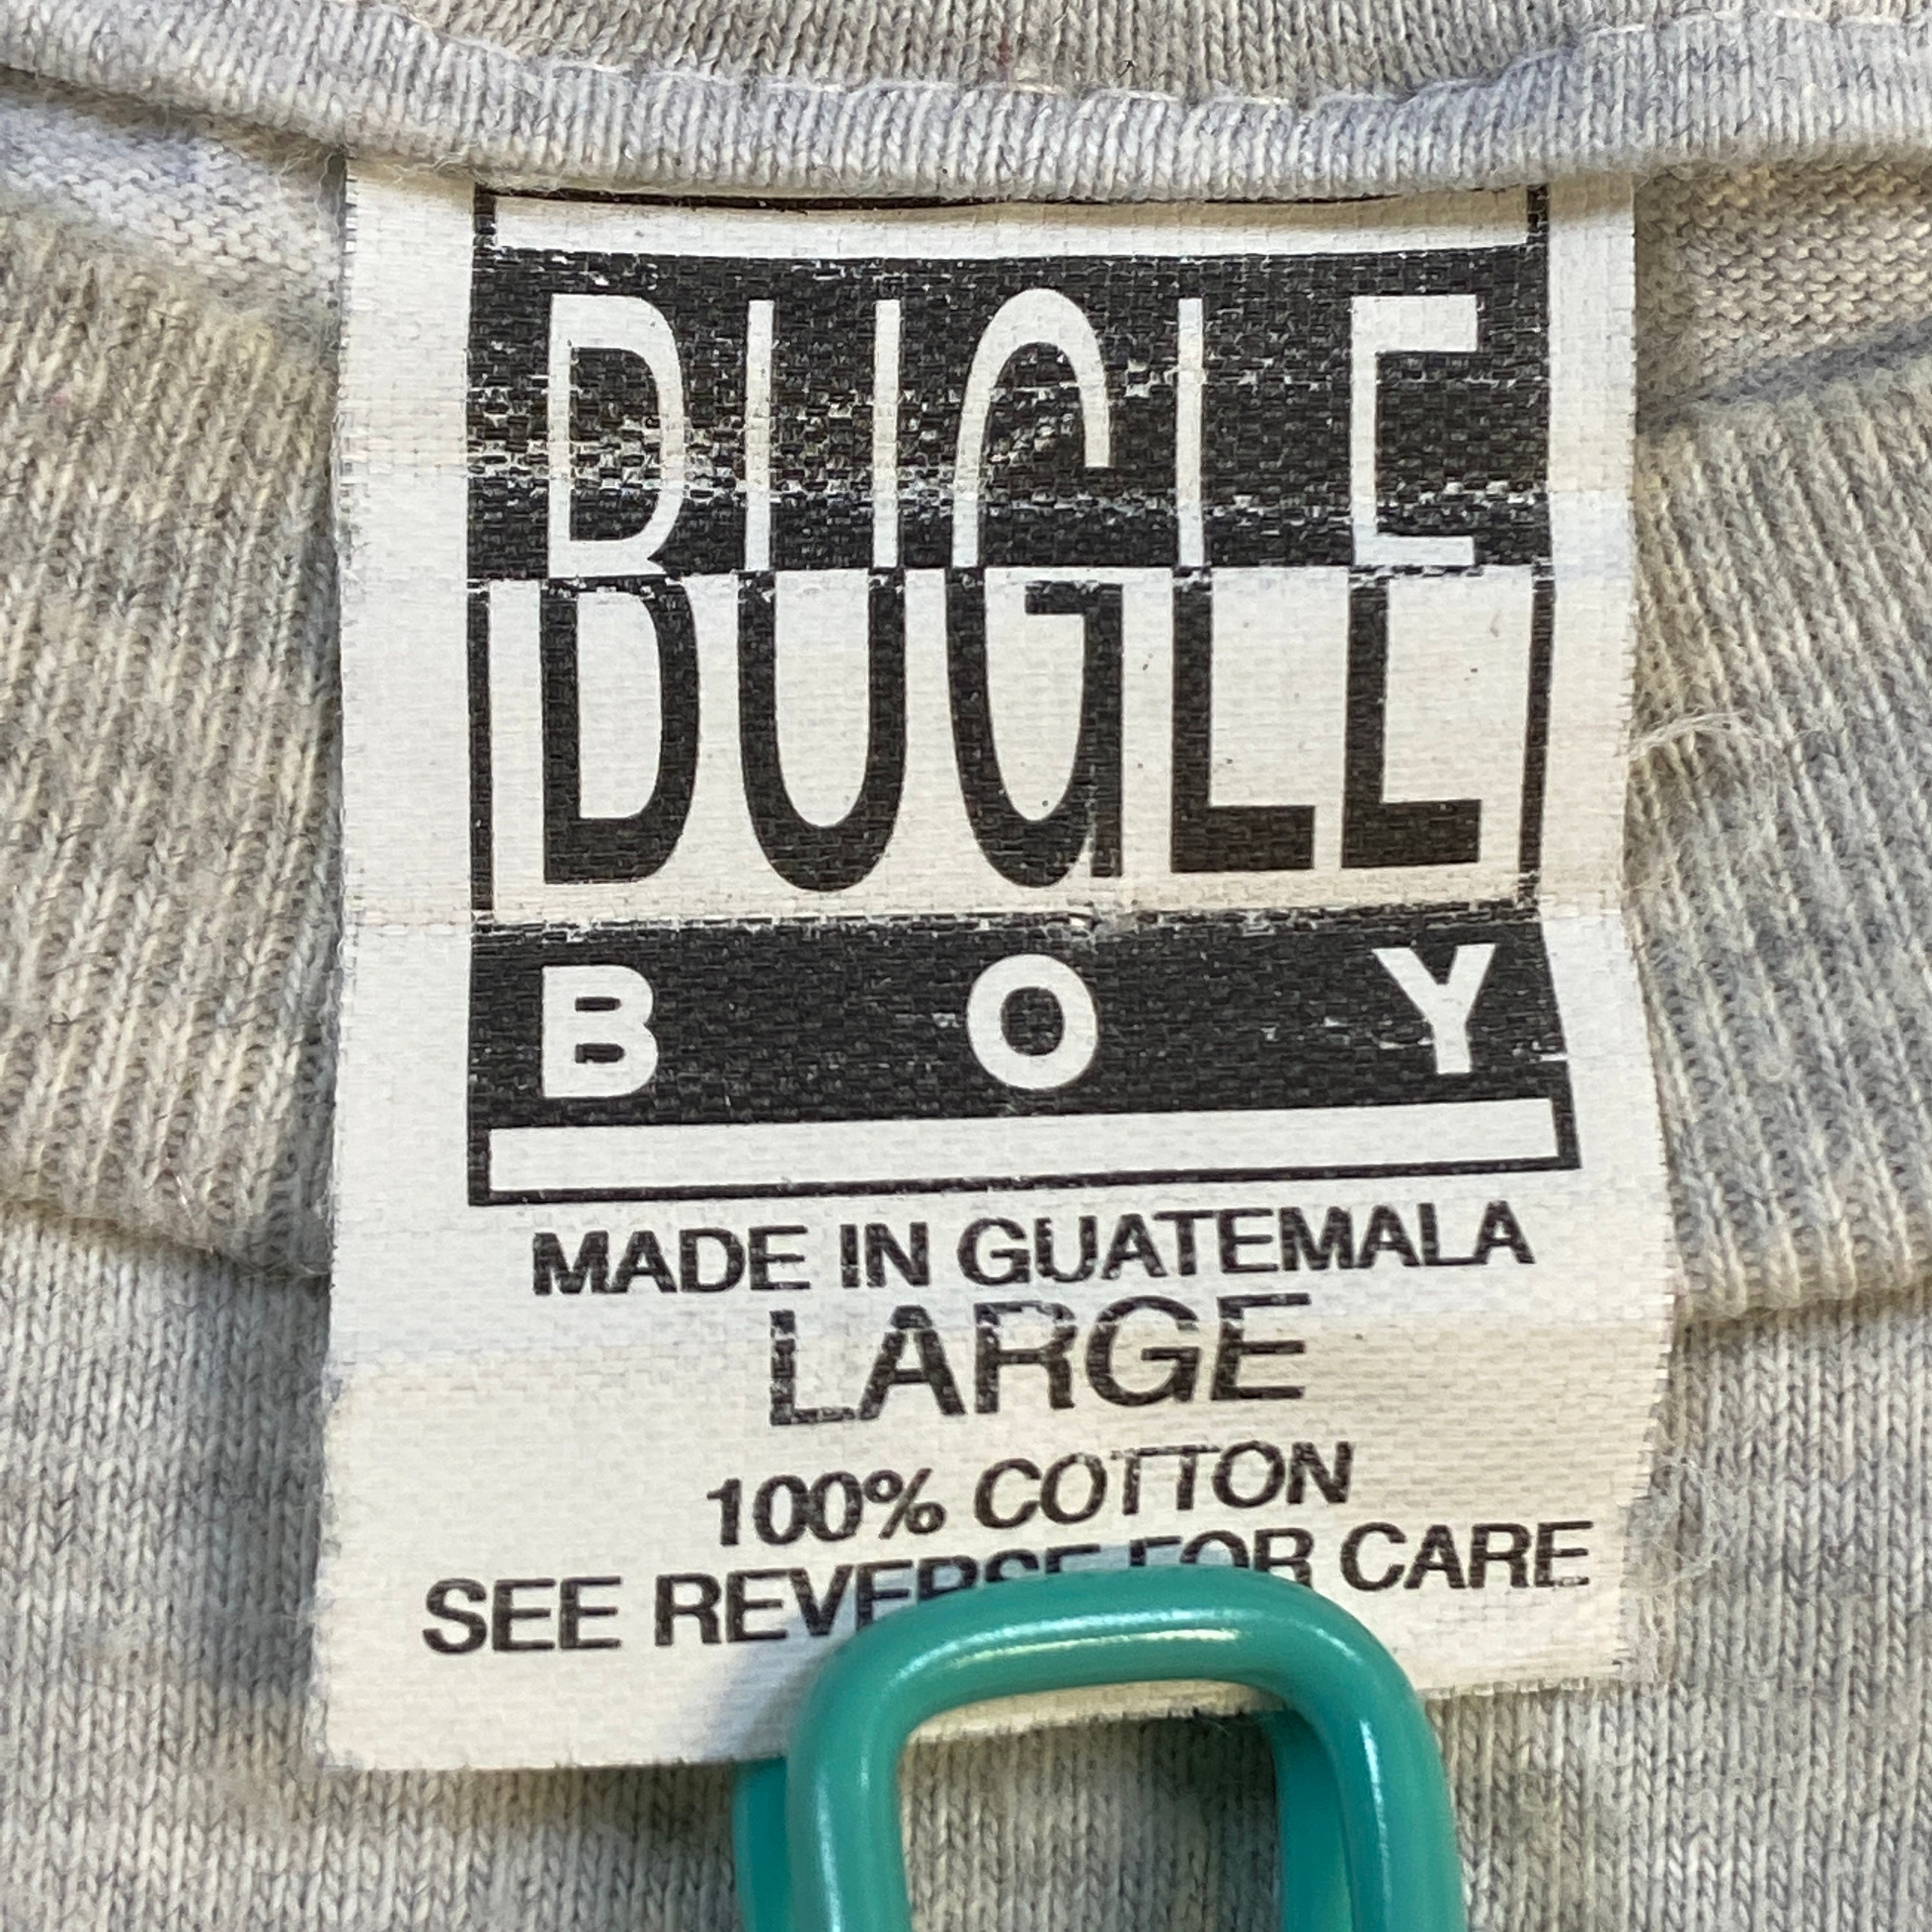 BUGLE
BOY
MADE IN GUATEMALA
LARGE
100% COTTON
SEE REVERSE FOR CARE